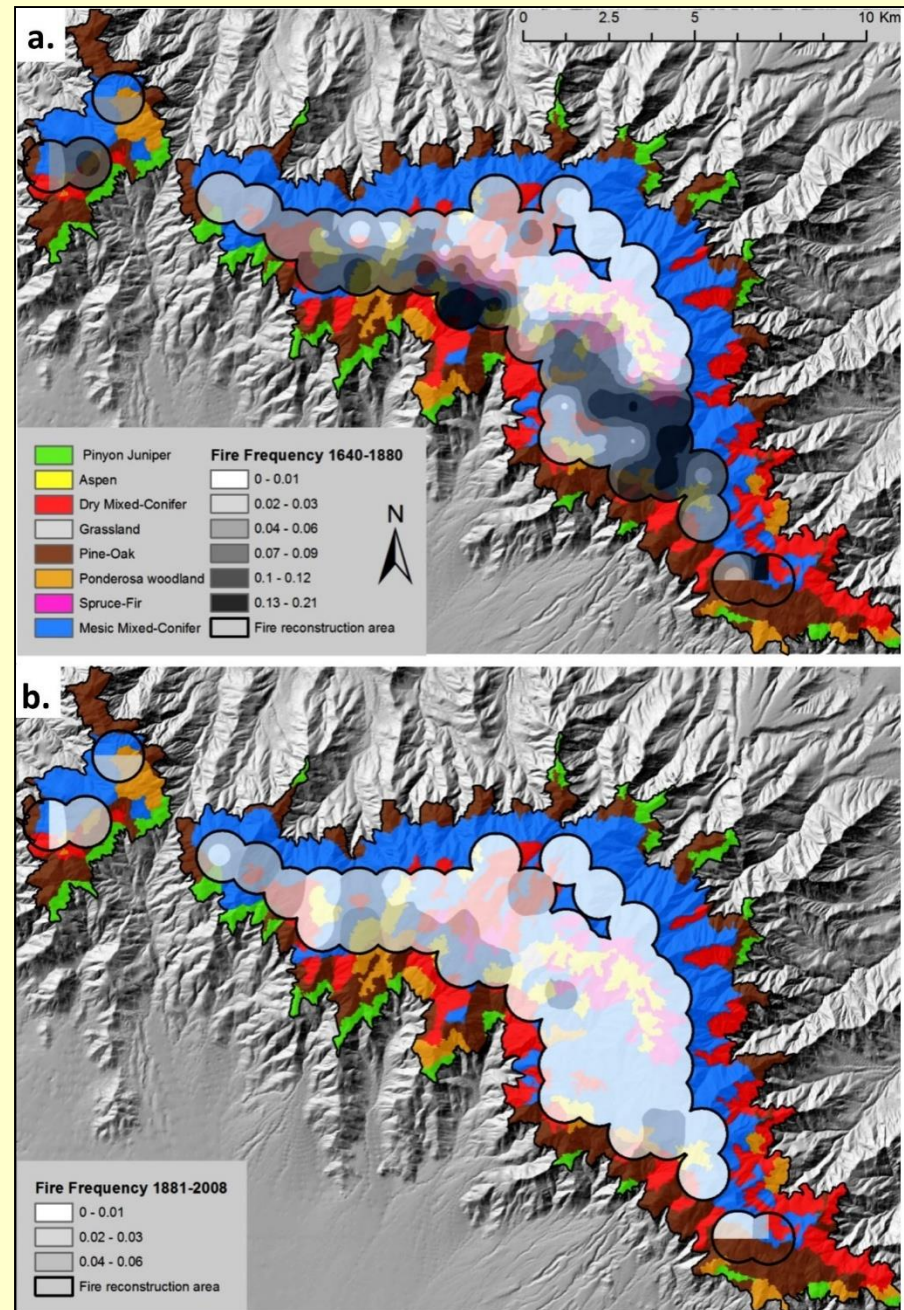 a.
0 2.5 5 10 Km
Pinyon Juniper
Aspen
Dry Mixed-Conifer
Grassland
Pine-Oak
Ponderosa woodland
Spruce-Fir
Mesic Mixed-Conifer
Fire Frequency 1640-1880
0 - 0.01
0.02 - 0.03
0.04 - 0.06
0.07 - 0.09
0.1 - 0.12
0.13 - 0.21
Fire reconstruction area
N
b.
Fire Frequency 1881-2008
0 - 0.01
0.02 - 0.03
0.04 - 0.06
Fire reconstruction area